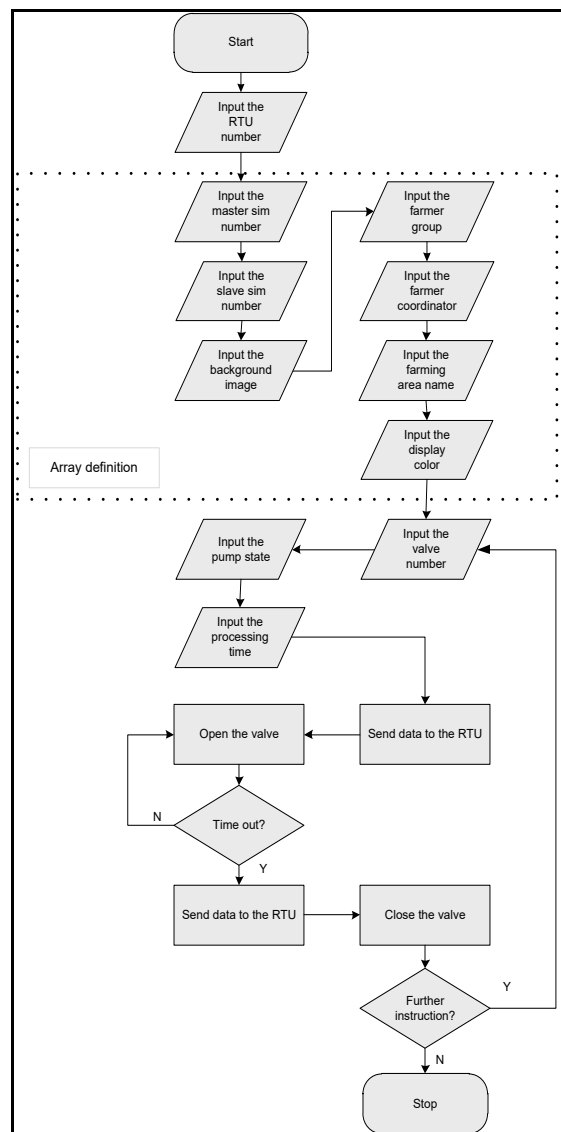 Start
Input the
RTU
number
Input the
master sim
number
Input the
slave sim
number
Input the
background
image
Input the
farmer
group
Input the
farmer
coordinator
Input the
farming
area name
Input the
display
color
Array definition
Input the
valve
number
Input the
pump state
Input the
processing
time
Send data to the RTU
Open the valve
Time out?
N
Y
Send data to the RTU
Close the valve
Further
instruction?
Y
N
Stop